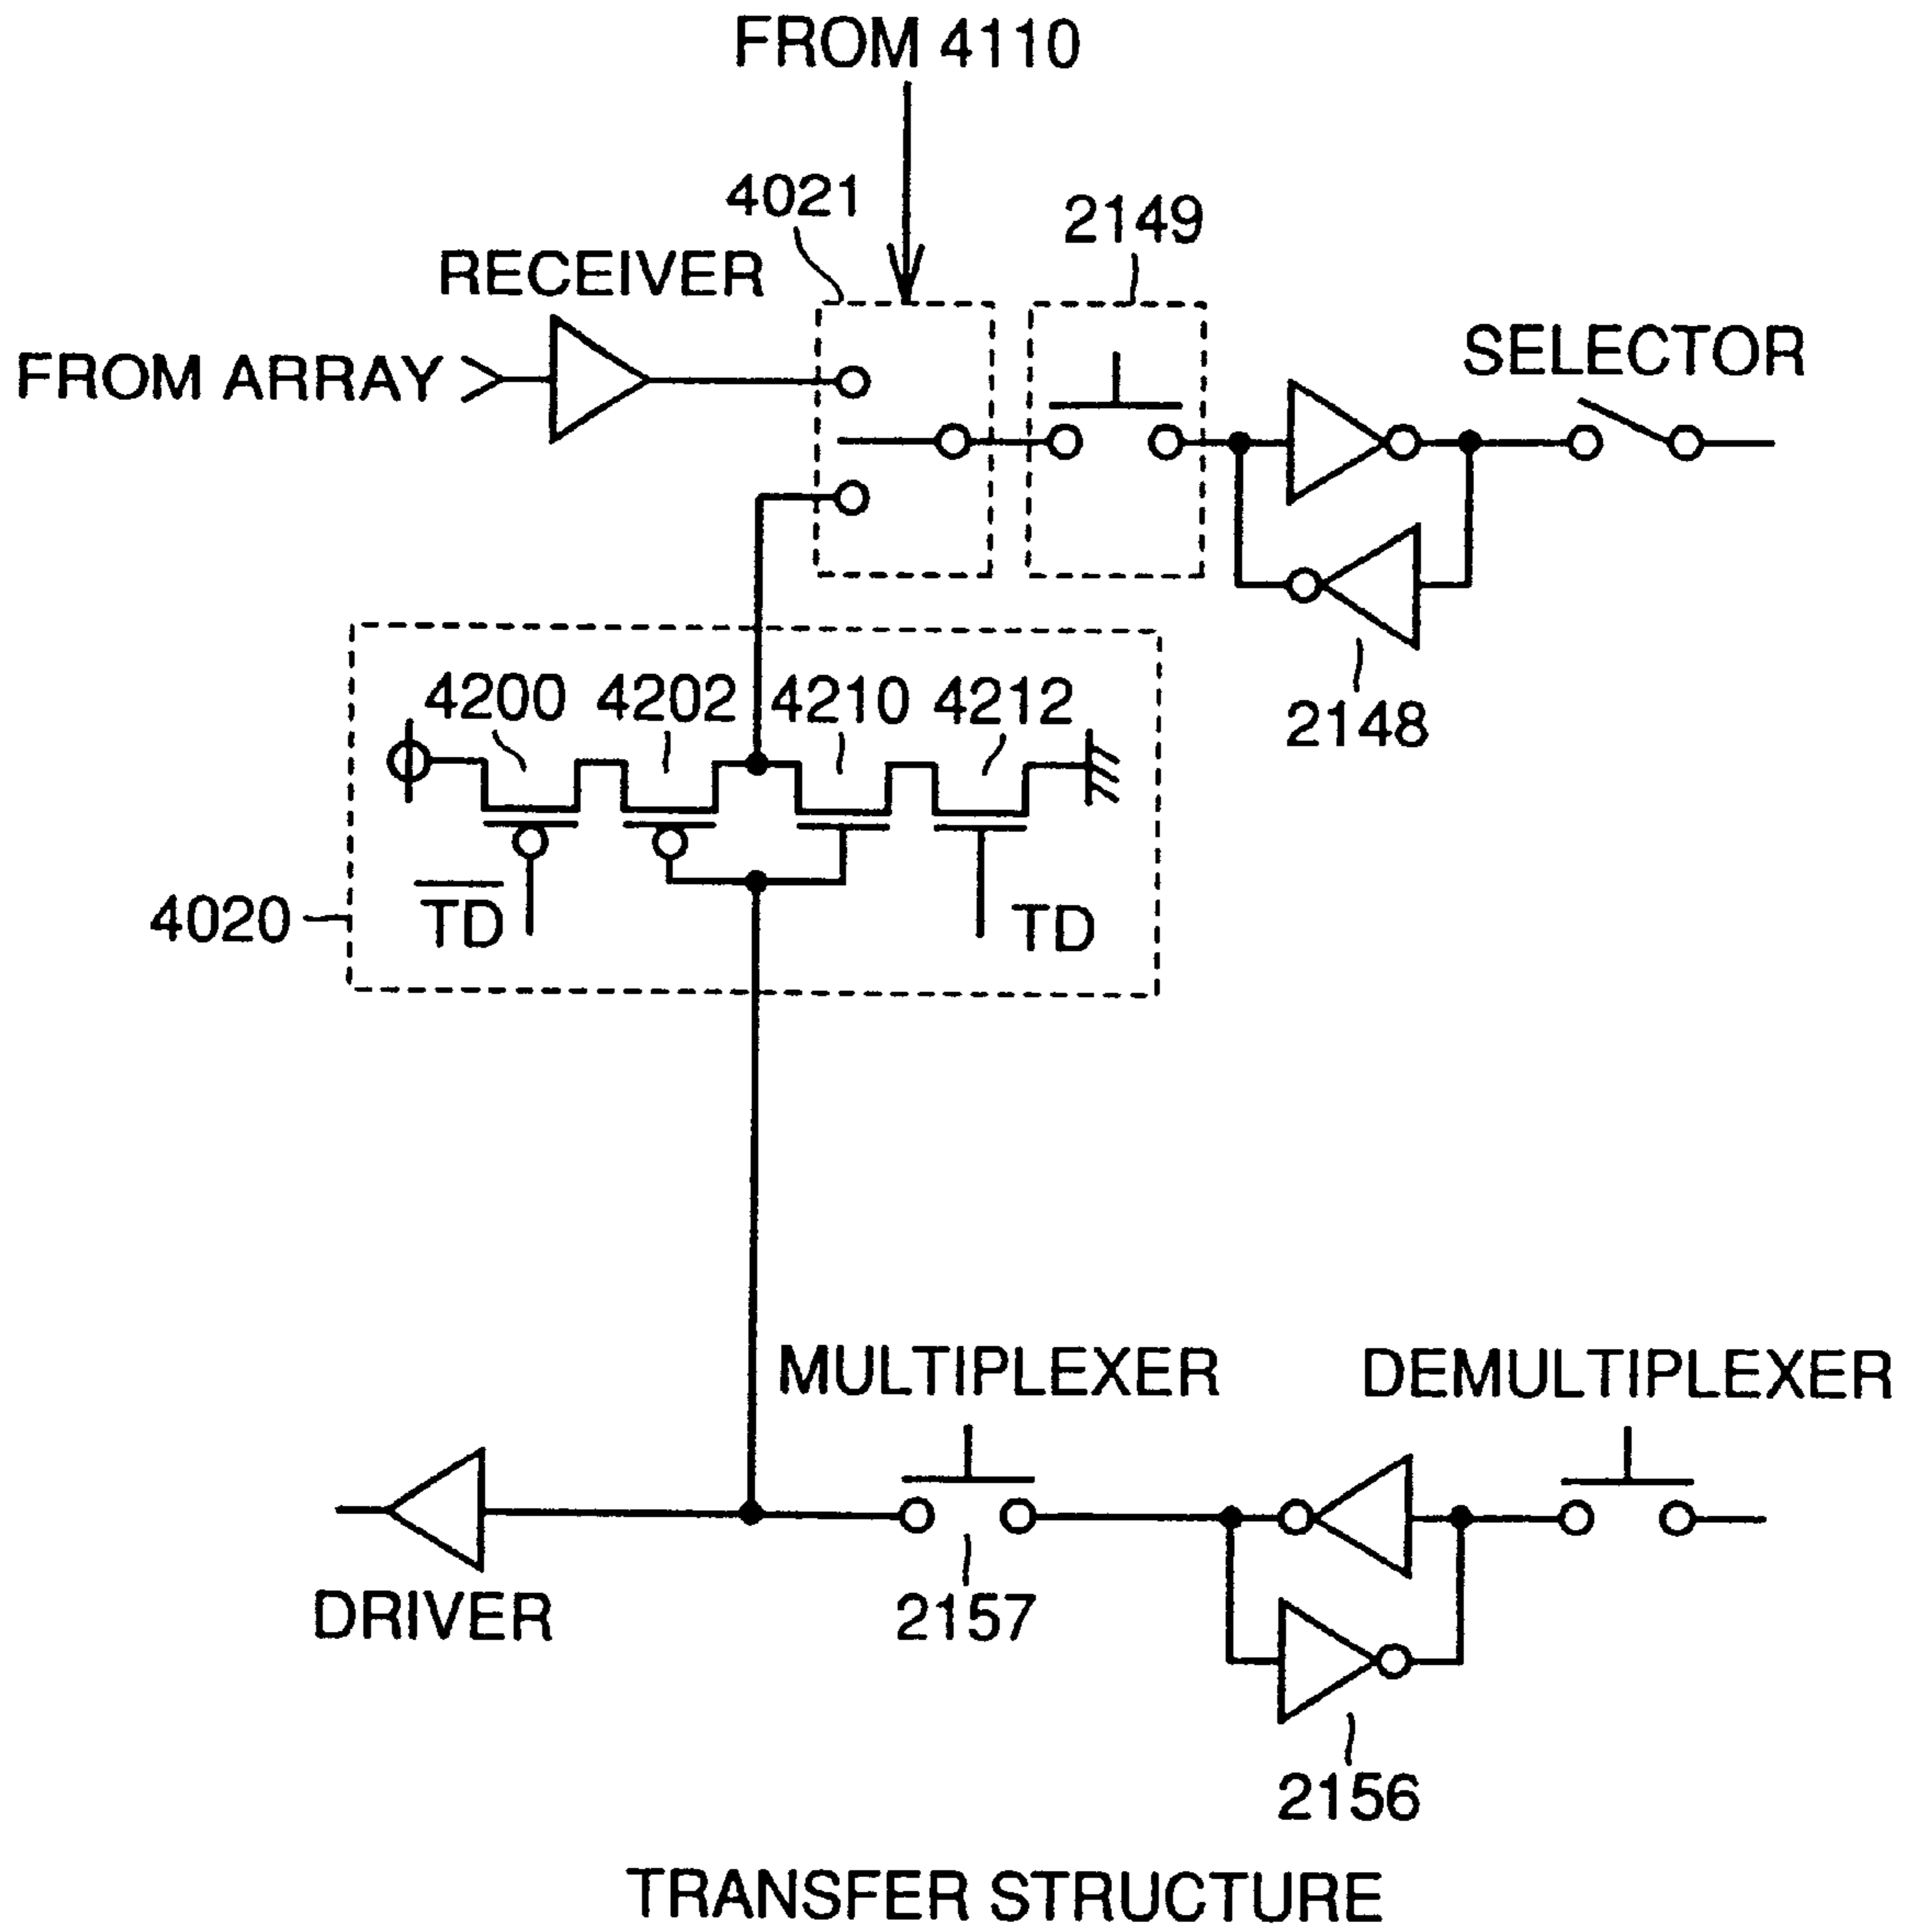 FROM 4110
4021
2149
RECEIVER
FROM ARRAY
SELECTOR
2148
4200 4202 4210 4212
4020
T̅D̅
TD
MULTIPLEXER
DEMULTIPLEXER
DRIVER
2157
2156
TRANSFER STRUCTURE